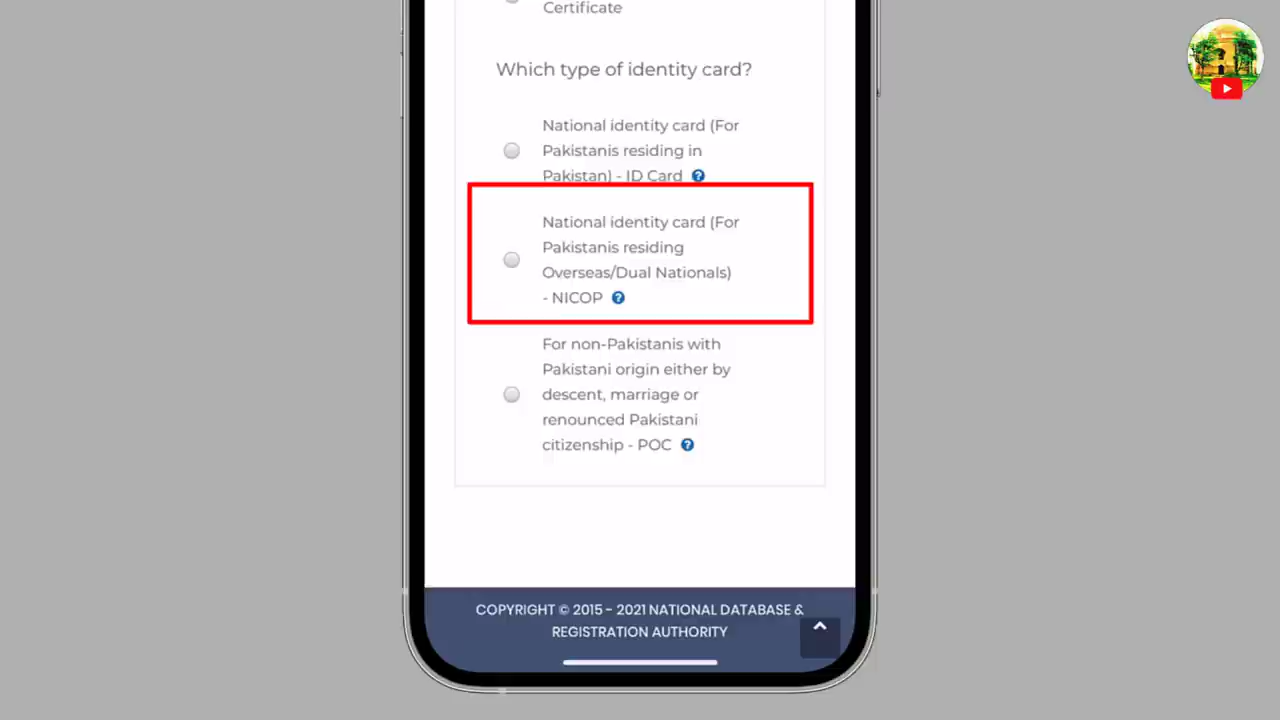 Certificate
Which type of identity card?
National identity card (For
Pakistanis residing in
Pakistan) - ID Card ?
National identity card (For
Pakistanis residing
Overseas/Dual Nationals)
- NICOP ?
For non-Pakistanis with
Pakistani origin either by
descent, marriage or
renounced Pakistani
citizenship - POC ?
COPYRIGHT © 2015 - 2021 NATIONAL DATABASE &
REGISTRATION AUTHORITY